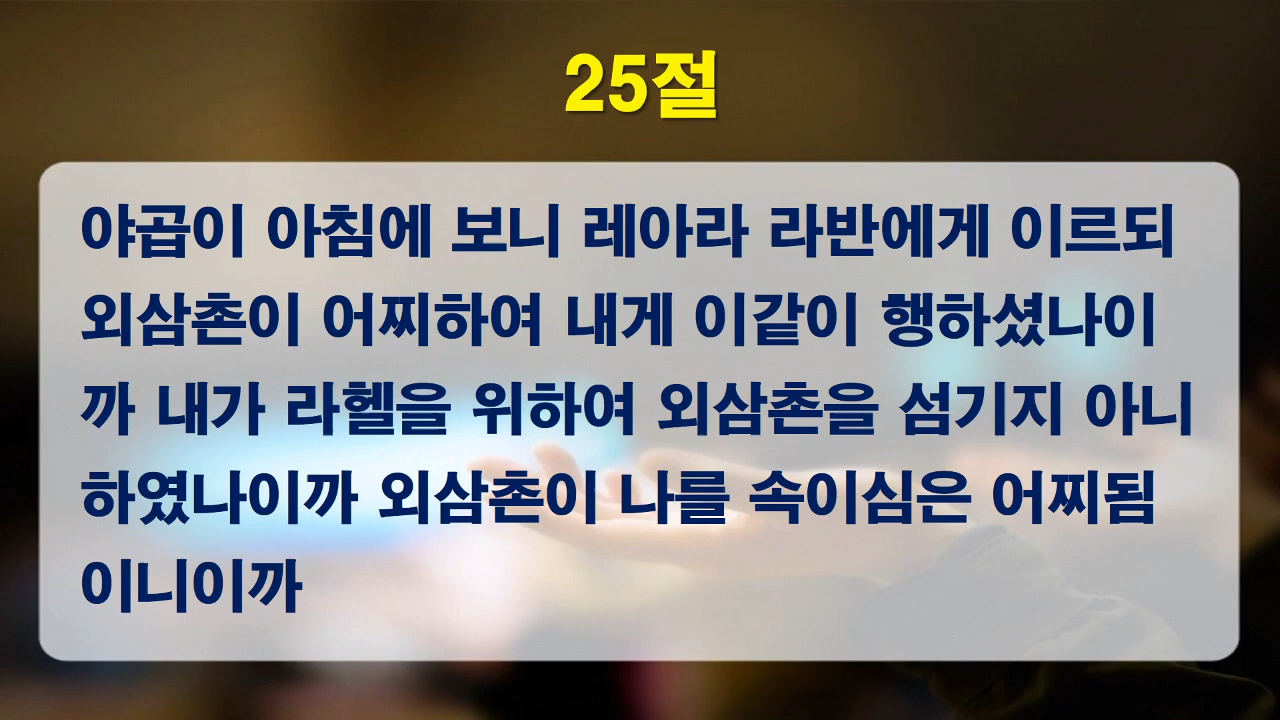 25절
야곱이 아침에 보니 레아라 라반에게 이르되
외삼촌이 어찌하여 내게 이같이 행하셨나이
까 내가 라헬을 위하여 외삼촌을 섬기지 아니
하였나이까 외삼촌이 나를 속이심은 어찌됨
이니이까